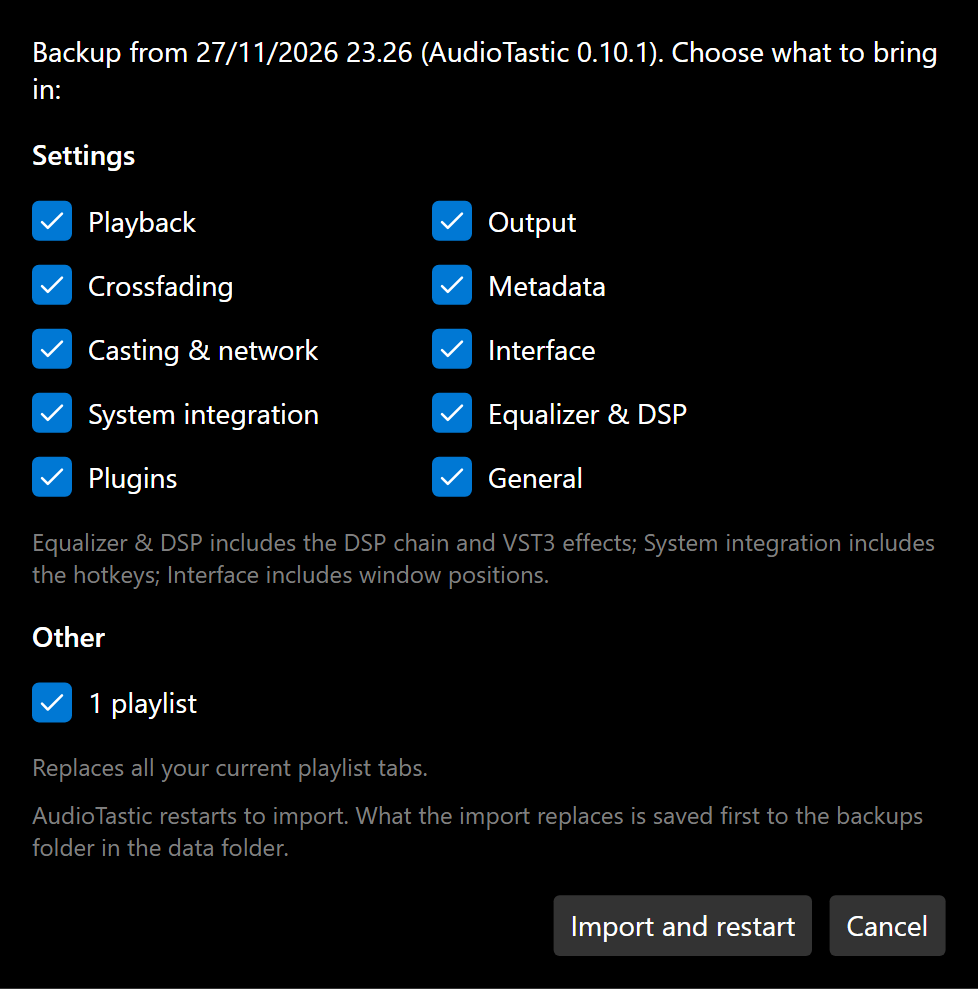 Backup from 27/11/2026 23.26 (AudioTastic 0.10.1). Choose what to bring
in:
Settings
Playback
Output
Crossfading
Metadata
Casting & network
Interface
System integration
Equalizer & DSP
Plugins
General
Equalizer & DSP includes the DSP chain and VST3 effects; System integration includes
the hotkeys; Interface includes window positions.
Other
1 playlist
Replaces all your current playlist tabs.
AudioTastic restarts to import. What the import replaces is saved first to the backups
folder in the data folder.
Import and restart
Cancel